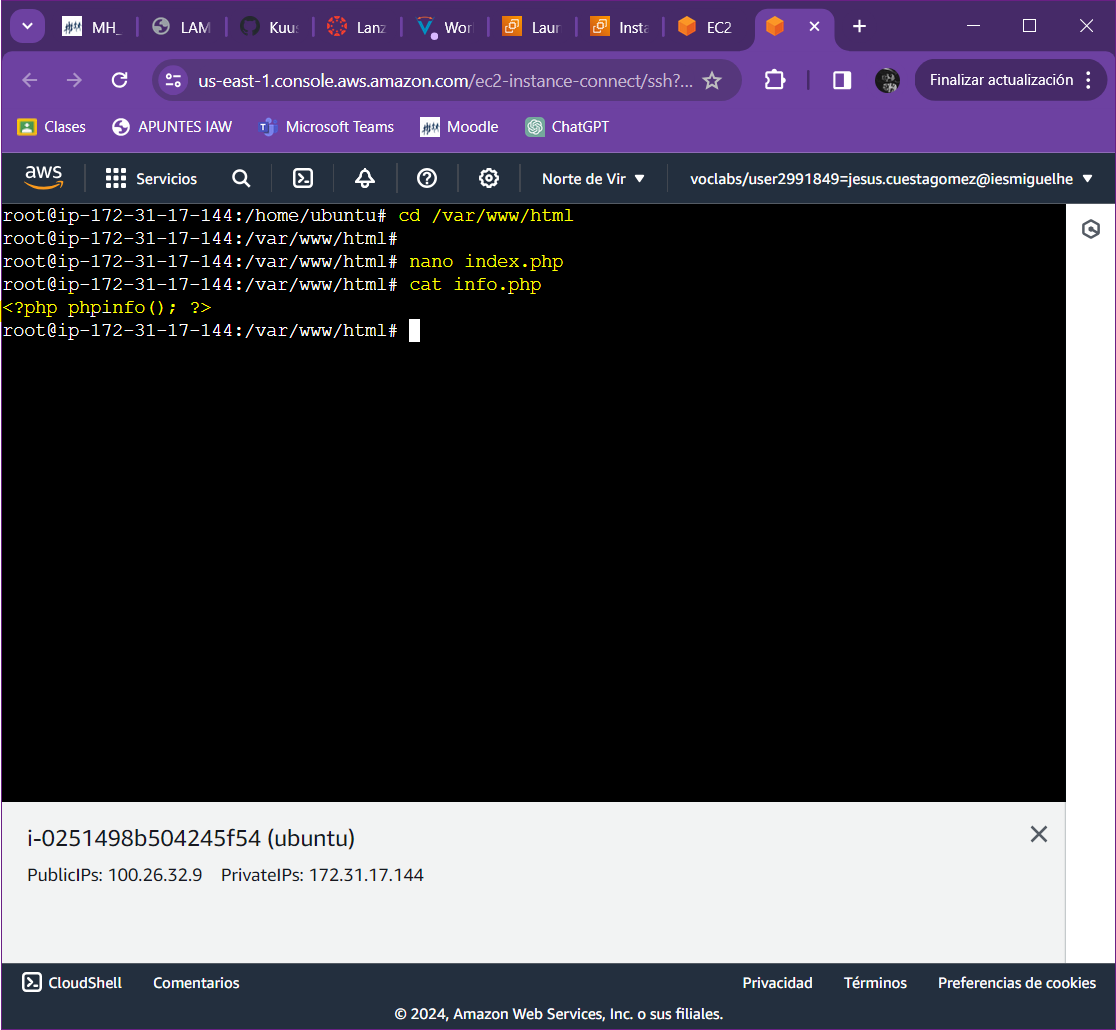 MH_ LAM Kuus Lanz Wor Laun Insta EC2
us-east-1.console.aws.amazon.com/ec2-instance-connect/ssh?... Finalizar actualización
Clases APUNTES IAW Microsoft Teams Moodle ChatGPT
aws Servicios Norte de Vir voclabs/user2991849=jesus.cuestagomez@iesmiguelhe
root@ip-172-31-17-144:/home/ubuntu# cd /var/www/html
root@ip-172-31-17-144:/var/www/html#
root@ip-172-31-17-144:/var/www/html# nano index.php
root@ip-172-31-17-144:/var/www/html# cat info.php
<?php phpinfo(); ?>
root@ip-172-31-17-144:/var/www/html#
i-0251498b504245f54 (ubuntu)
PublicIPs: 100.26.32.9 PrivateIPs: 172.31.17.144
CloudShell Comentarios Privacidad Términos Preferencias de cookies
© 2024, Amazon Web Services, Inc. o sus filiales.